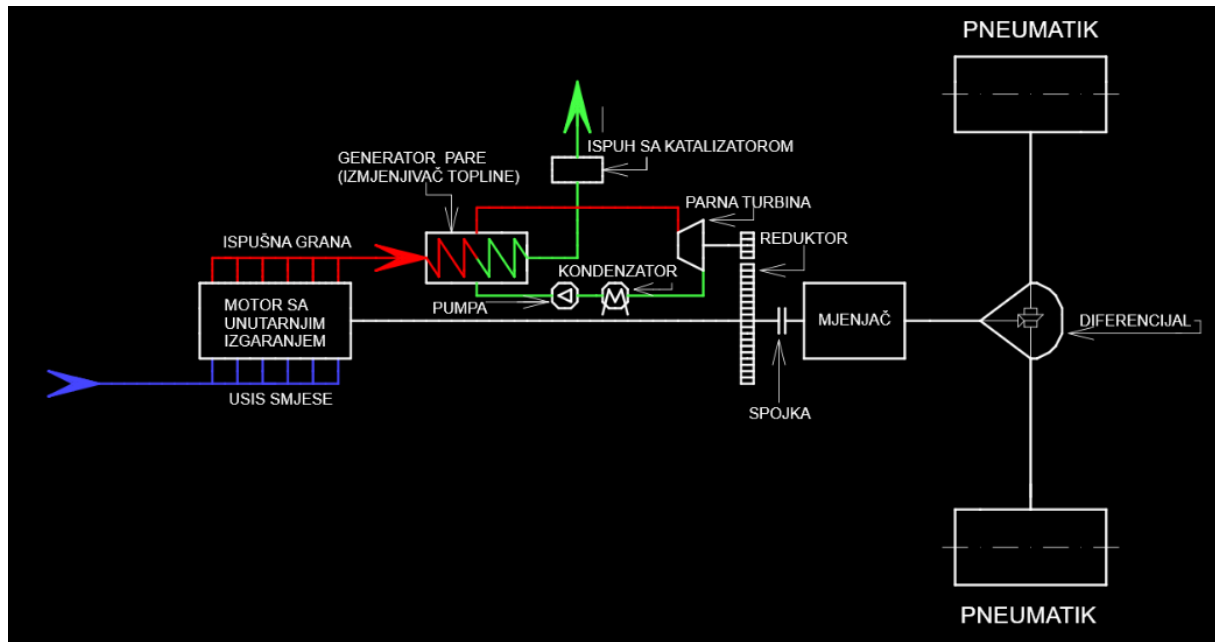 PNEUMATIK
ISPUH SA KATALIZATOROM
GENERATOR PARE
(IZMJENJIVAČ TOPLINE)
PARNA TURBINA
ISPUŠNA GRANA
REDUKTOR
KONDENZATOR
PUMPA
MOTOR SA
UNUTARNJIM
IZGARANJEM
MJENJAČ
DIFERENCIJAL
USIS SMJESE
SPOJKA
PNEUMATIK